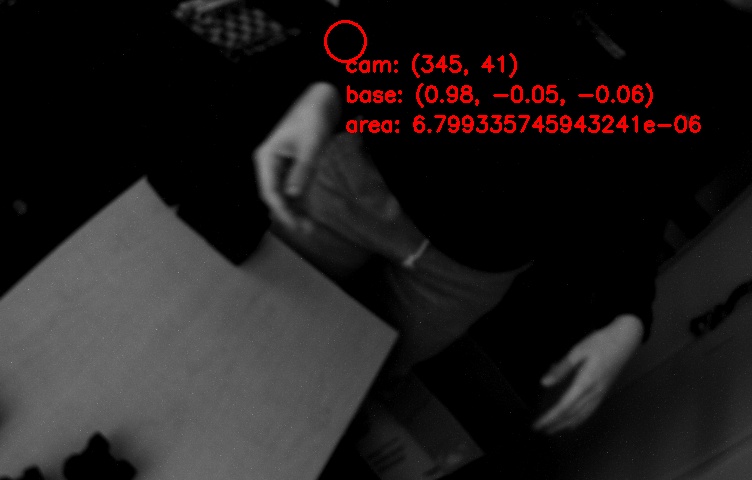 cam: (345, 41)
base: (0.98, -0.05, -0.06)
area: 6.799335745943241e-06